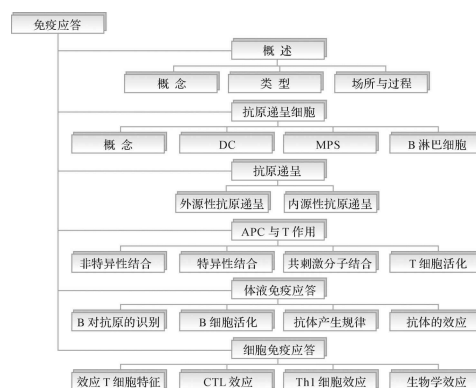 免疫应答
概 述
概 念 类 型 场所与过程
抗原递呈细胞
概 念 DC MPS B 淋巴细胞
抗原递呈
外源性抗原递呈 内源性抗原递呈
APC 与 T 作用
非特异性结合 特异性结合 共刺激分子结合 T 细胞活化
体液免疫应答
B 对抗原的识别 B 细胞活化 抗体产生规律 抗体的效应
细胞免疫应答
效应 T 细胞特征 CTL 效应 Th1 细胞效应 生物学效应